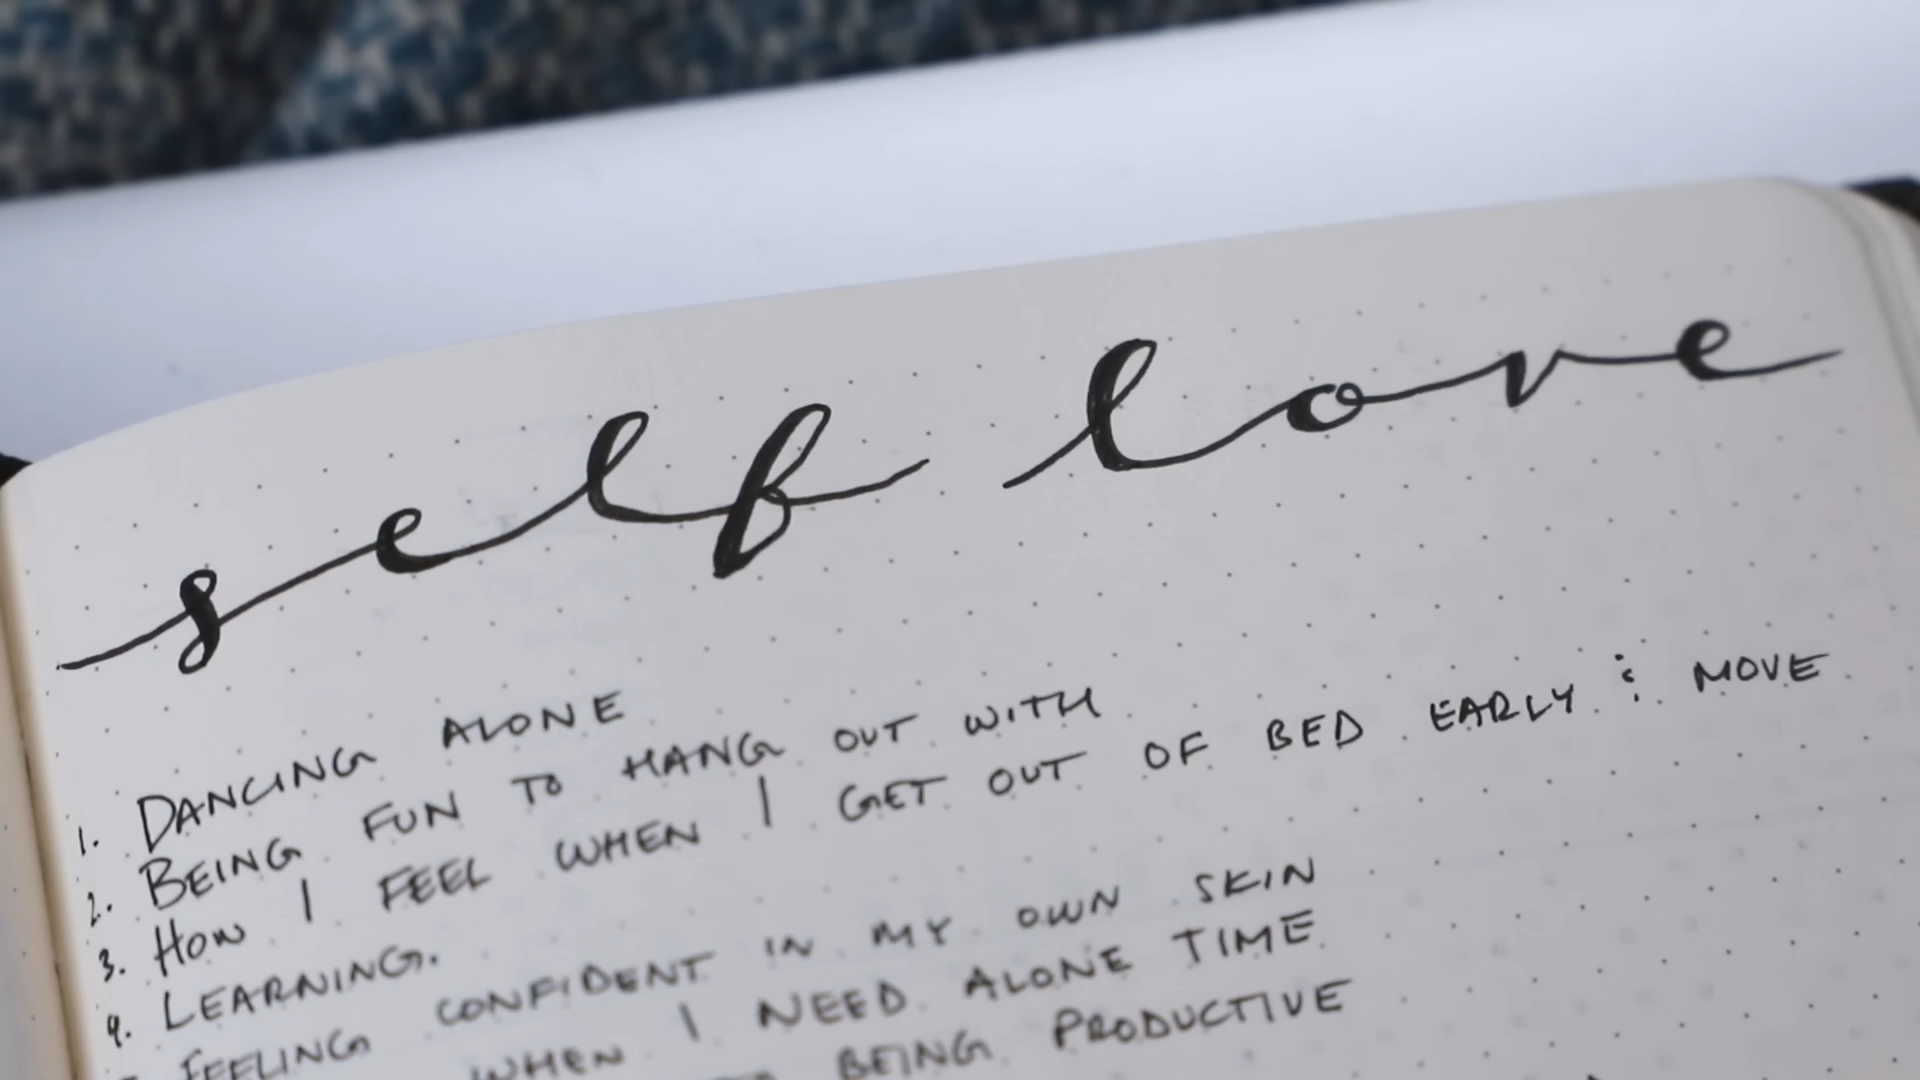 self love
1. DANCING ALONE
2. BEING FUN TO HANG OUT WITH
3. HOW I FEEL WHEN I GET OUT OF BED EARLY & MOVE
4. LEARNING.
FEELING CONFIDENT IN MY OWN SKIN
WHEN I NEED ALONE TIME
BEING PRODUCTIVE